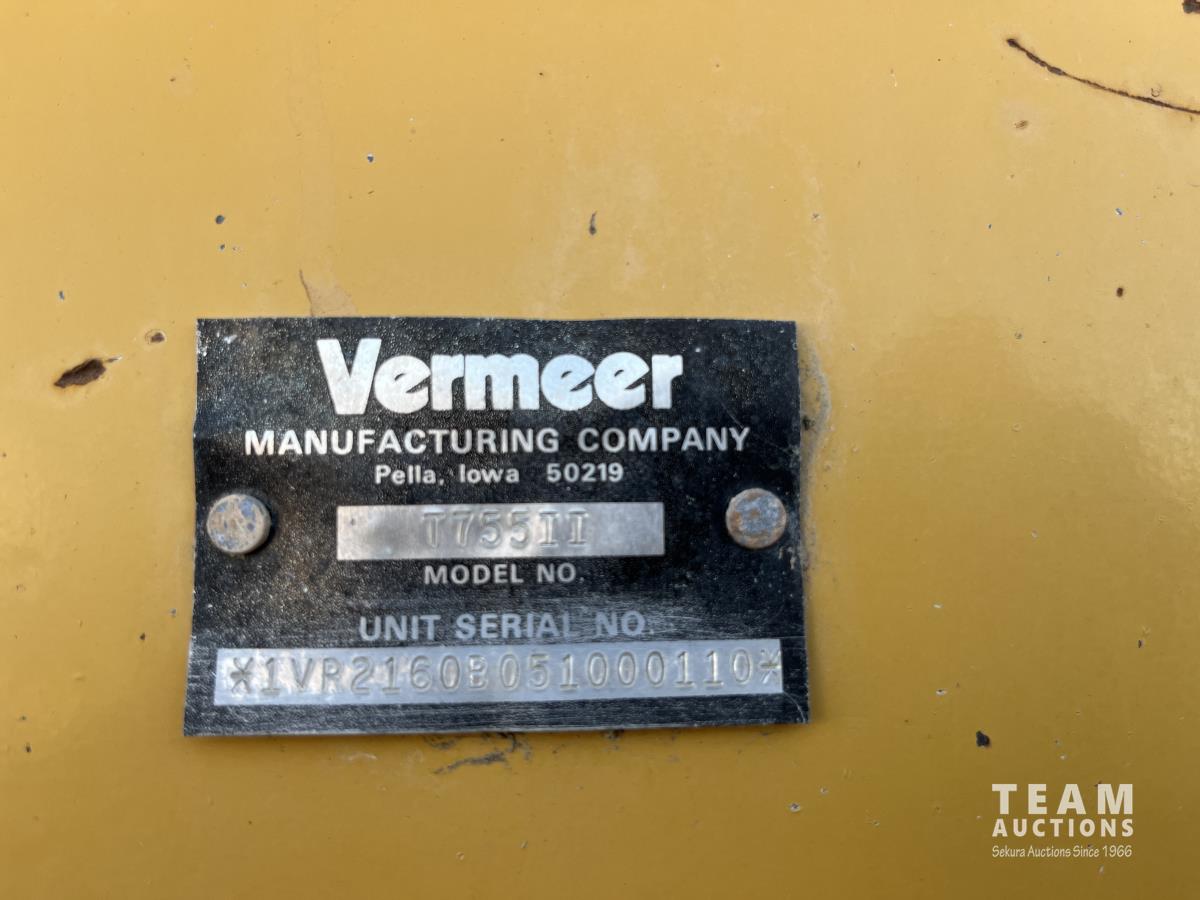 Vermeer
MANUFACTURING COMPANY
Pella, Iowa 50219
T755II
MODEL NO.
UNIT SERIAL NO.
*1VR2160B051000110*
TEAM
AUCTIONS
Sekura Auctions Since 1966